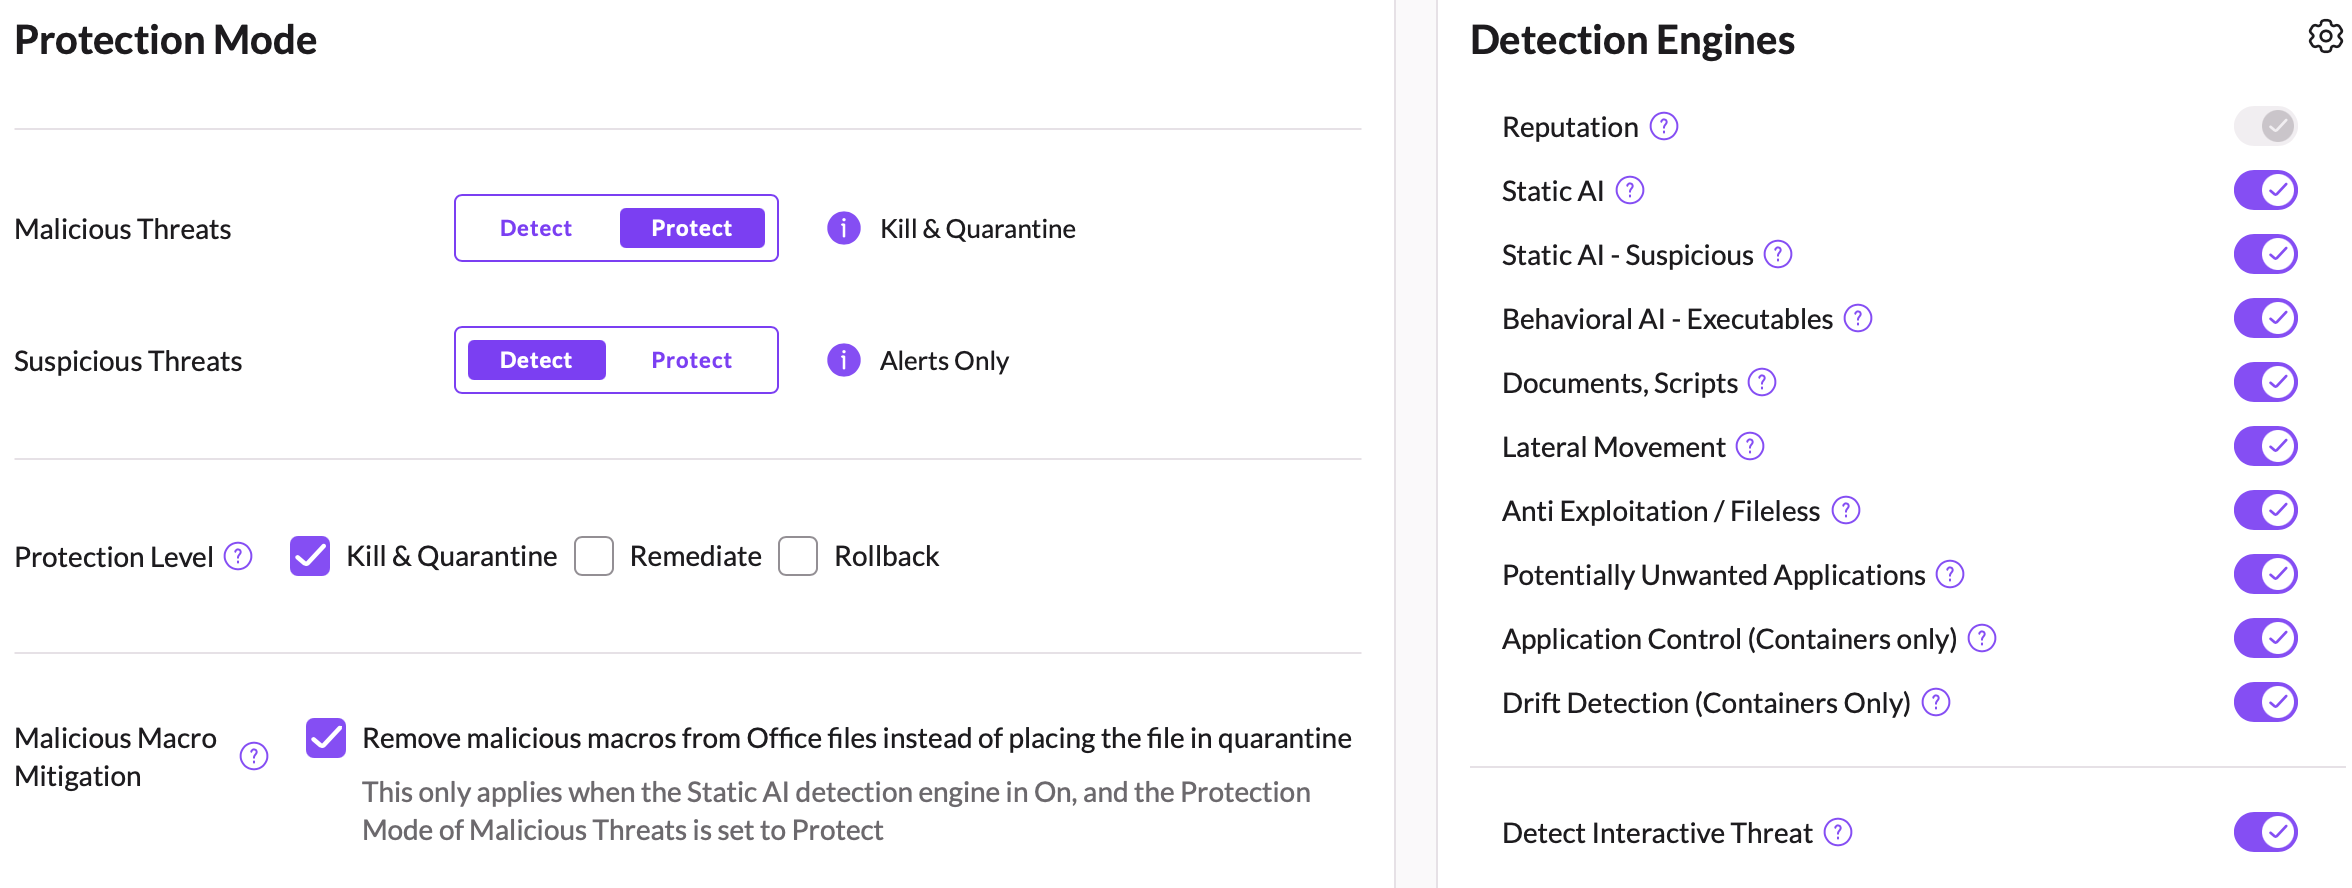 Protection Mode
Malicious Threats
Detect
Protect
Kill & Quarantine
Suspicious Threats
Detect
Protect
Alerts Only
Protection Level
Kill & Quarantine
Remediate
Rollback
Malicious Macro
Mitigation
Remove malicious macros from Office files instead of placing the file in quarantine
This only applies when the Static AI detection engine in On, and the Protection
Mode of Malicious Threats is set to Protect
Detection Engines
Reputation
Static AI
Static AI - Suspicious
Behavioral AI - Executables
Documents, Scripts
Lateral Movement
Anti Exploitation / Fileless
Potentially Unwanted Applications
Application Control (Containers only)
Drift Detection (Containers Only)
Detect Interactive Threat